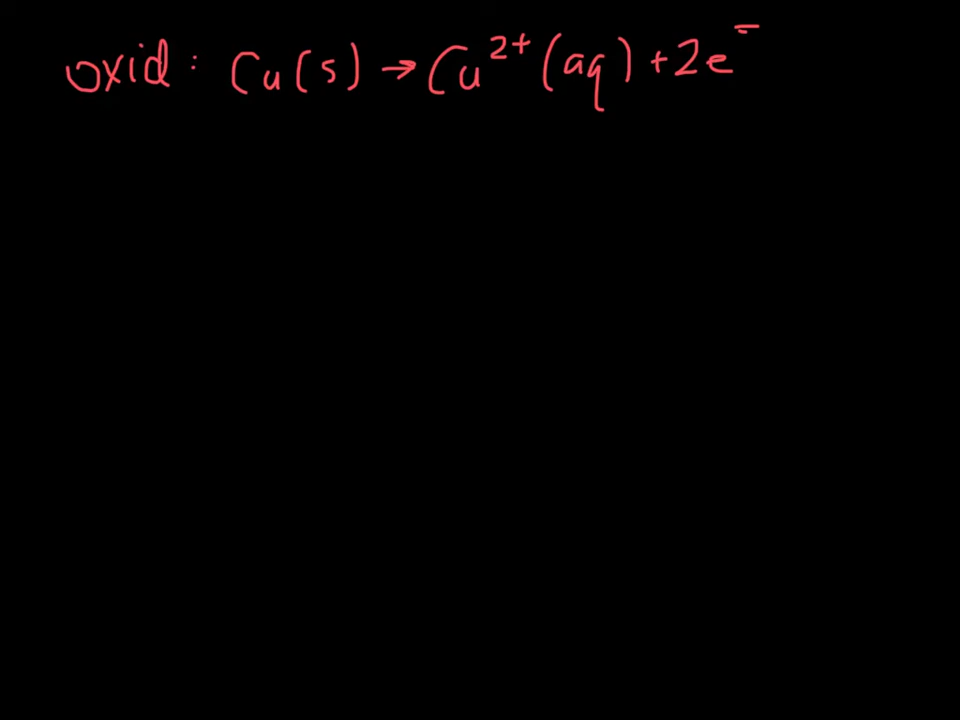 oxid: Cu(s) → Cu²⁺(aq) + 2e⁻